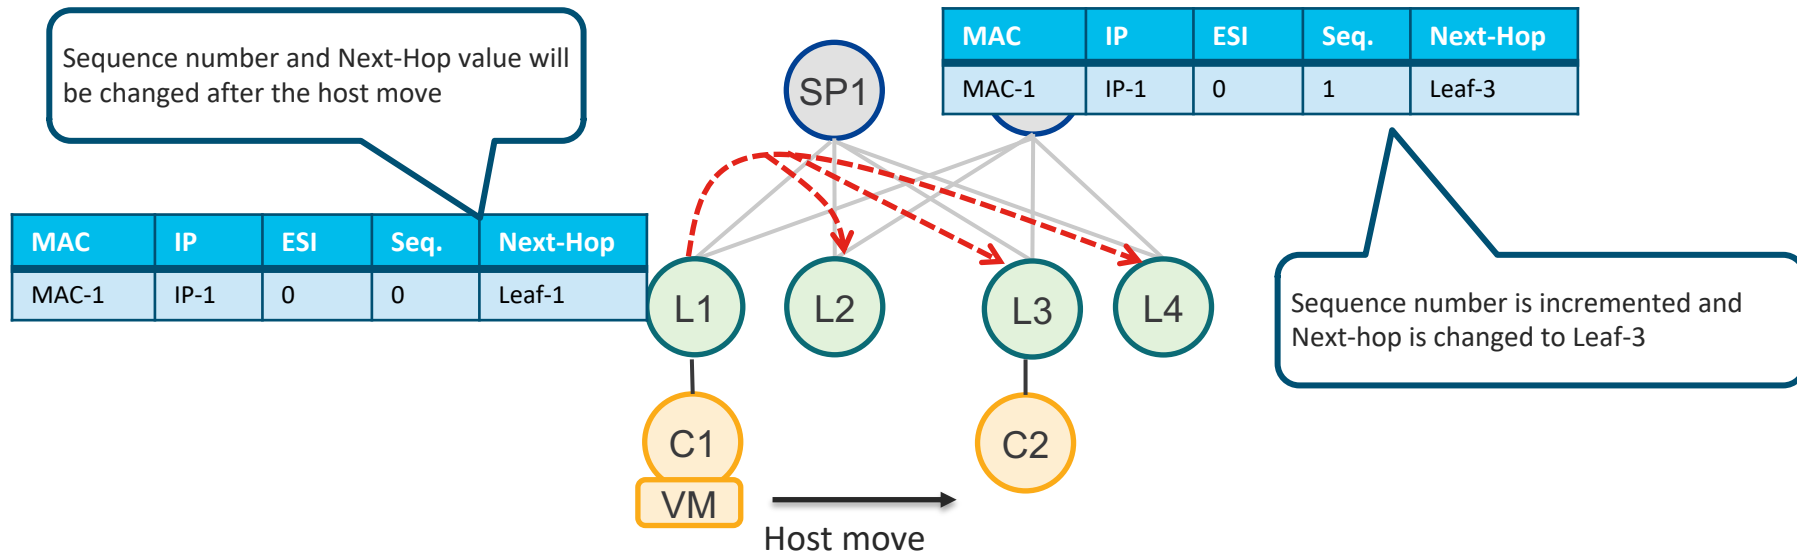 Sequence number and Next-Hop value will
be changed after the host move
MAC IP ESI Seq. Next-Hop
MAC-1 IP-1 0 1 Leaf-3
SP1
MAC IP ESI Seq. Next-Hop
MAC-1 IP-1 0 0 Leaf-1
L1 L2 L3 L4
Sequence number is incremented and
Next-hop is changed to Leaf-3
C1 C2
VM
Host move